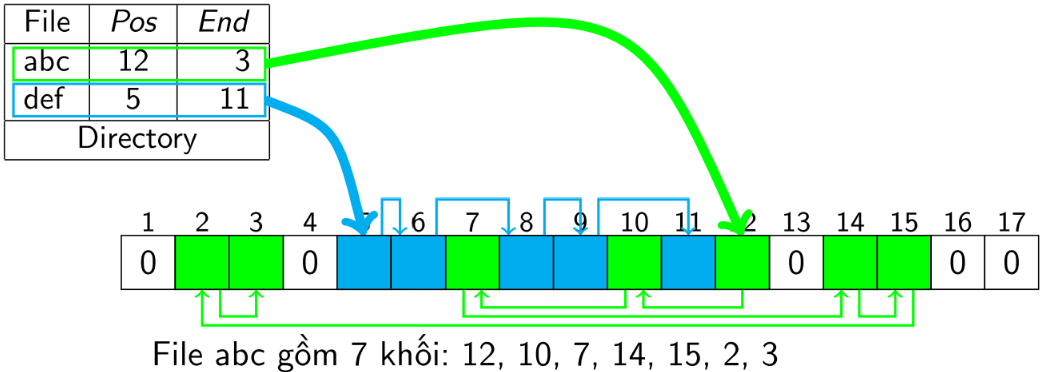 File Pos End
abc 12 3
def 5 11
Directory
1 2 3 4 5 6 7 8 9 10 11 12 13 14 15 16 17
0 0 0 0 0
File abc gồm 7 khối: 12, 10, 7, 14, 15, 2, 3